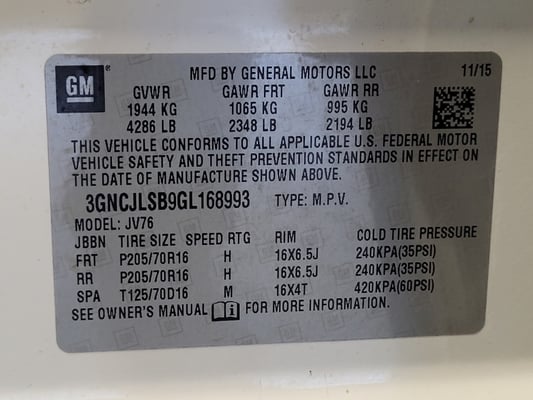 GM ® MFD BY GENERAL MOTORS LLC 11/15
GVWR GAWR FRT GAWR RR
1944 KG 1065 KG 995 KG
4286 LB 2348 LB 2194 LB
THIS VEHICLE CONFORMS TO ALL APPLICABLE U.S. FEDERAL MOTOR
VEHICLE SAFETY AND THEFT PREVENTION STANDARDS IN EFFECT ON
THE DATE OF MANUFACTURE SHOWN ABOVE.
3GNCJLSB9GL168993 TYPE: M.P.V.
MODEL: JV76
JBBN TIRE SIZE SPEED RTG RIM COLD TIRE PRESSURE
FRT P205/70R16 H 16X6.5J 240KPA(35PSI)
RR P205/70R16 H 16X6.5J 240KPA(35PSI)
SPA T125/70D16 M 16X4T 420KPA(60PSI)
SEE OWNER'S MANUAL FOR MORE INFORMATION.